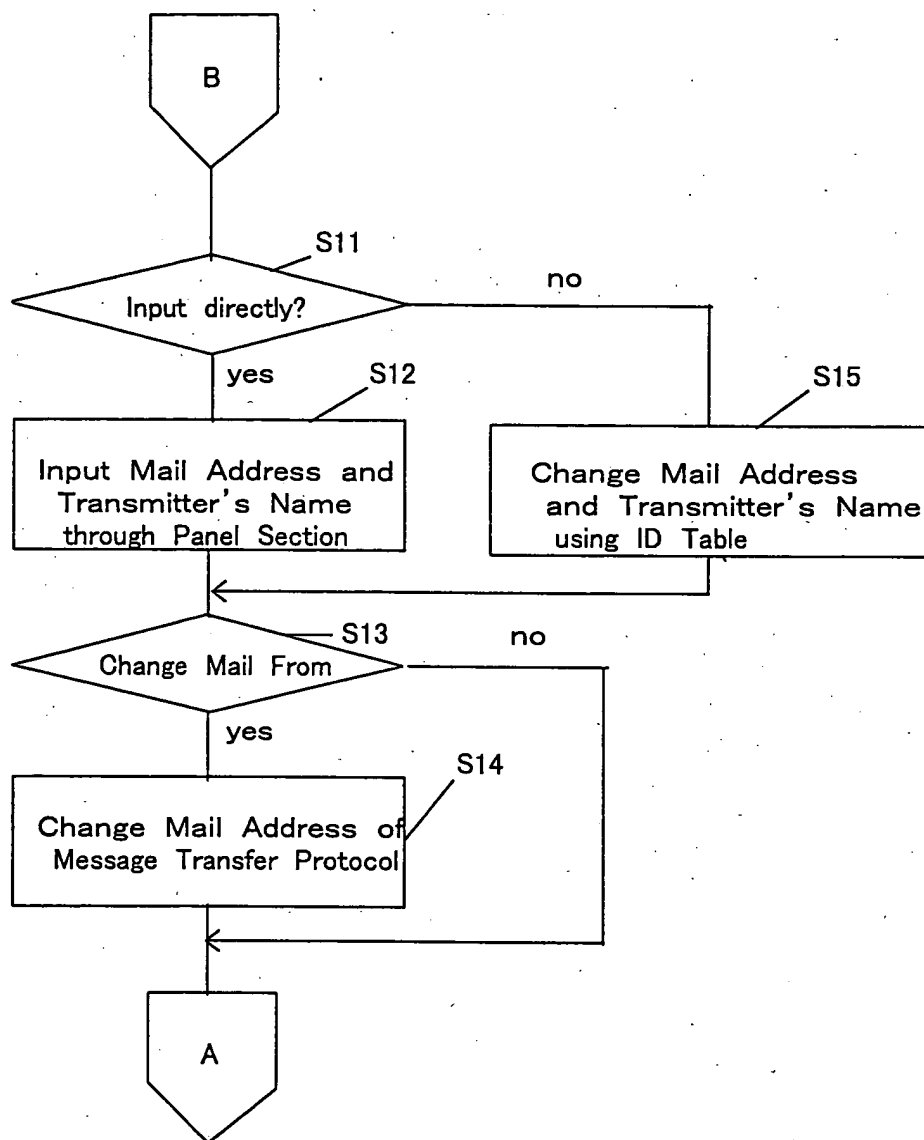 B
S11
Input directly?
no
yes
S12
S15
Input Mail Address and
Transmitter's Name
through Panel Section
Change Mail Address
and Transmitter's Name
using ID Table
S13
Change Mail From
no
yes
S14
Change Mail Address of
Message Transfer Protocol
A